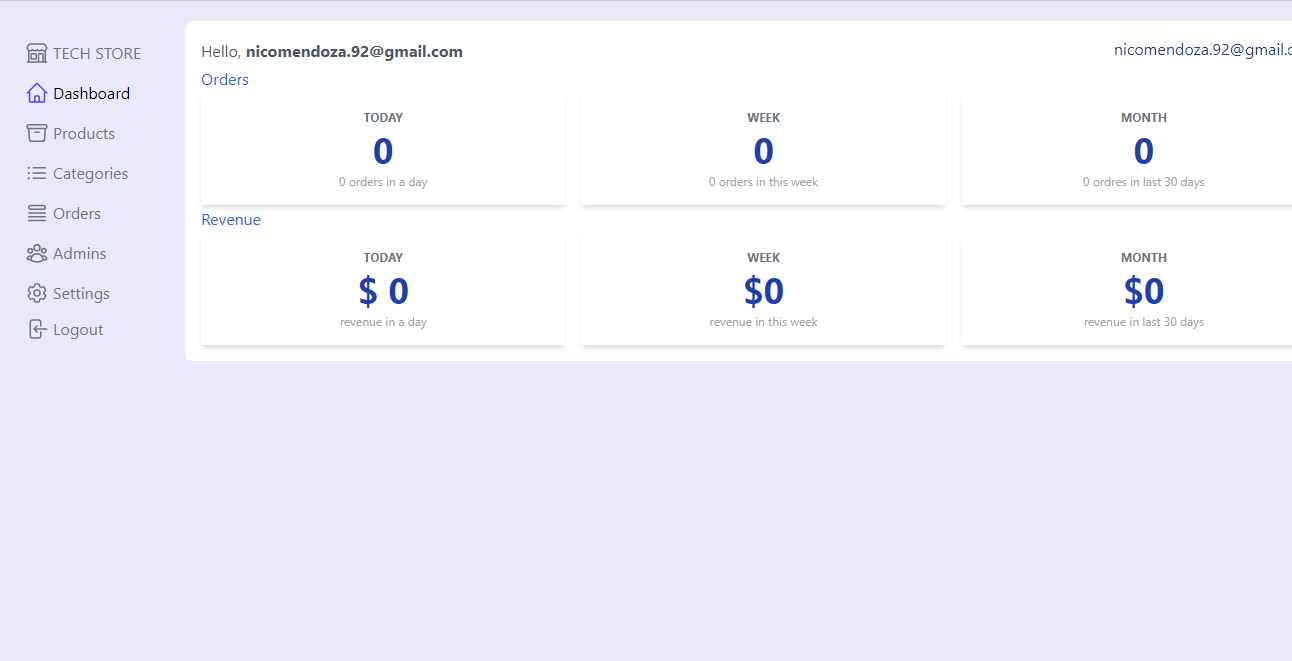 TECH STORE
Dashboard
Products
Categories
Orders
Admins
Settings
Logout
Hello, nicomendoza.92@gmail.com
nicomendoza.92@gmail.c
Orders
TODAY
0
0 orders in a day
WEEK
0
0 orders in this week
MONTH
0
0 ordres in last 30 days
Revenue
TODAY
$ 0
revenue in a day
WEEK
$0
revenue in this week
MONTH
$0
revenue in last 30 days